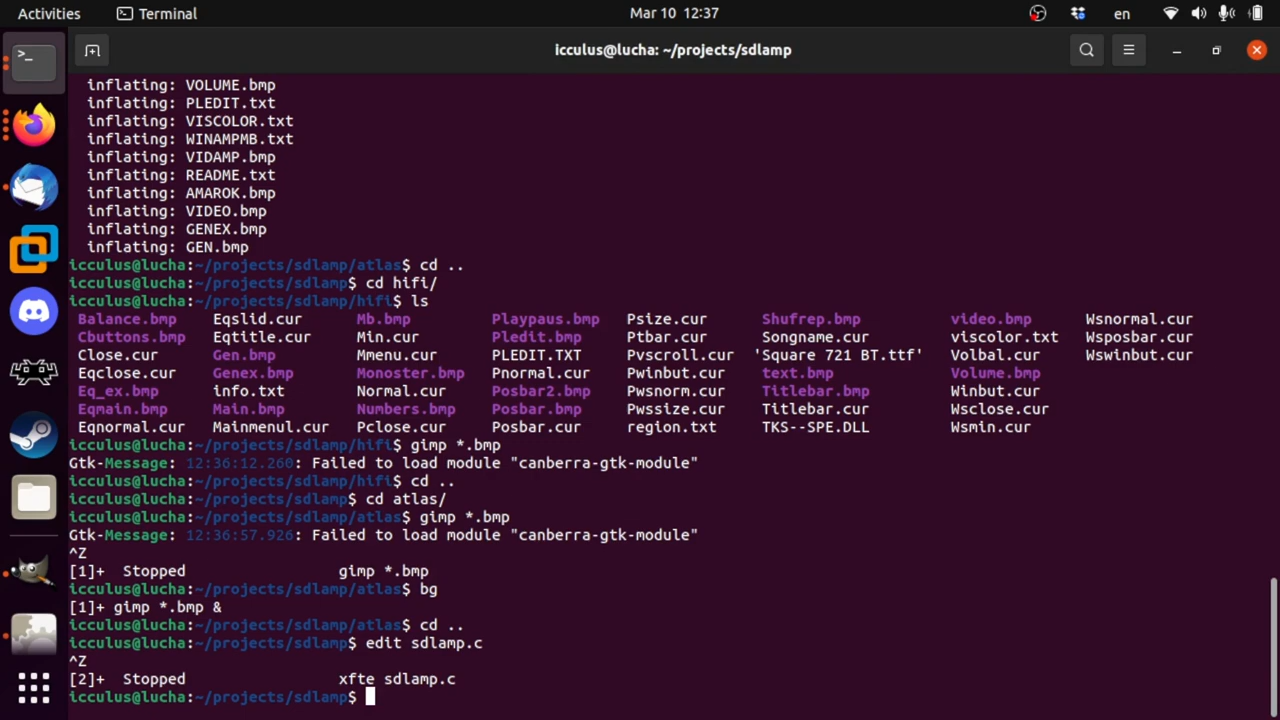 Activities
Terminal
Mar 10 12:37
en
icculus@lucha: ~/projects/sdlamp
inflating: VOLUME.bmp
inflating: PLEDIT.txt
inflating: VISCOLOR.txt
inflating: WINAMPMB.txt
inflating: VIDAMP.bmp
inflating: README.txt
inflating: AMAROK.bmp
inflating: VIDEO.bmp
inflating: GENEX.bmp
inflating: GEN.bmp
icculus@lucha:~/projects/sdlamp/atlas$ cd ..
icculus@lucha:~/projects/sdlamp$ cd hifi/
icculus@lucha:~/projects/sdlamp/hifi$ ls
Balance.bmp Eqslid.cur Mb.bmp Playpaus.bmp Psize.cur Shufrep.bmp video.bmp Wsnormal.cur
Cbuttons.bmp Eqtitle.cur Min.cur Pledit.bmp Ptbar.cur Songname.cur viscolor.txt Wsposbar.cur
Close.cur Gen.bmp Mmenu.cur PLEDIT.TXT Pvscroll.cur 'Square 721 BT.ttf' Volbal.cur Wswinbut.cur
Eqclose.cur Genex.bmp Monoster.bmp Pnormal.cur Pwinbut.cur text.bmp Volume.bmp
Eq_ex.bmp info.txt Normal.cur Posbar2.bmp Pwsnorm.cur Titlebar.bmp Winbut.cur
Eqmain.bmp Main.bmp Numbers.bmp Posbar.bmp Pwssize.cur Titlebar.cur Wsclose.cur
Eqnormal.cur Mainmenul.cur Pclose.cur Posbar.cur region.txt TKS--SPE.DLL Wsmin.cur
icculus@lucha:~/projects/sdlamp/hifi$ gimp *.bmp
Gtk-Message: 12:36:12.260: Failed to load module "canberra-gtk-module"
icculus@lucha:~/projects/sdlamp/hifi$ cd ..
icculus@lucha:~/projects/sdlamp$ cd atlas/
icculus@lucha:~/projects/sdlamp/atlas$ gimp *.bmp
Gtk-Message: 12:36:57.926: Failed to load module "canberra-gtk-module"
^Z
[1]+  Stopped                 gimp *.bmp
icculus@lucha:~/projects/sdlamp/atlas$ bg
[1]+ gimp *.bmp &
icculus@lucha:~/projects/sdlamp/atlas$ cd ..
icculus@lucha:~/projects/sdlamp$ edit sdlamp.c
^Z
[2]+  Stopped                 xfte sdlamp.c
icculus@lucha:~/projects/sdlamp$